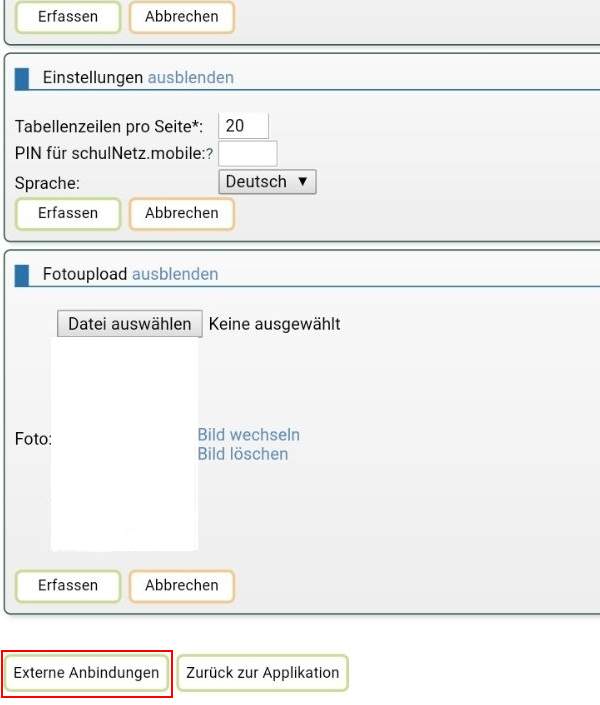 Erfassen Abbrechen
Einstellungen ausblenden
Tabellenzeilen pro Seite*: 20
PIN für schulNetz.mobile:?
Sprache: Deutsch ▼
Erfassen Abbrechen
Fotoupload ausblenden
Datei auswählen Keine ausgewählt
Foto: Bild wechseln
Bild löschen
Erfassen Abbrechen
Externe Anbindungen Zurück zur Applikation